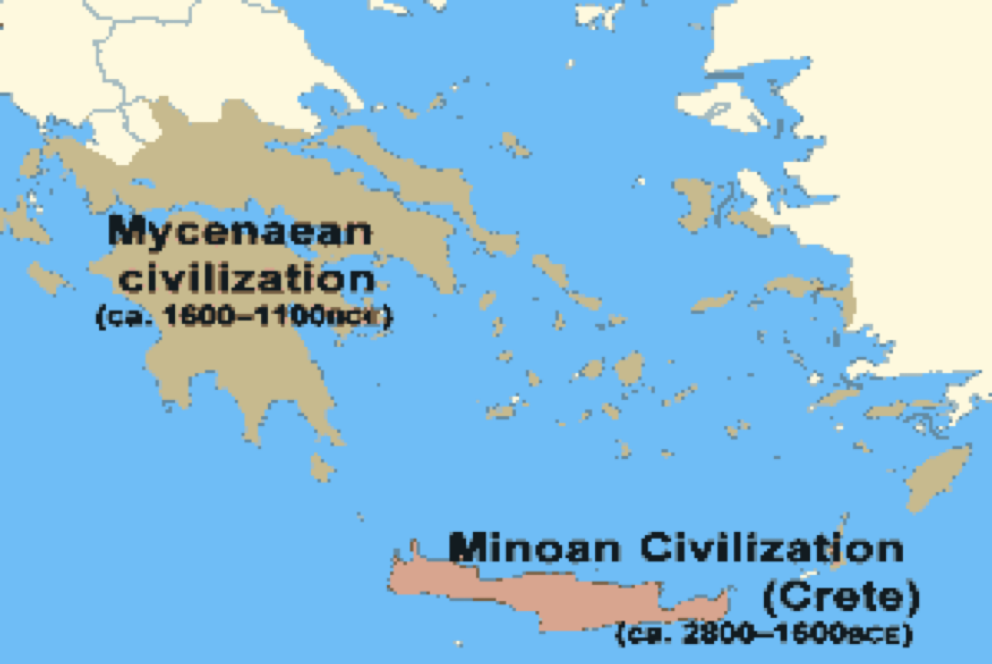 Mycenaean
civilization
(ca. 1600–1100BCE)
Minoan Civilization
(Crete)
(ca. 2800–1600BCE)